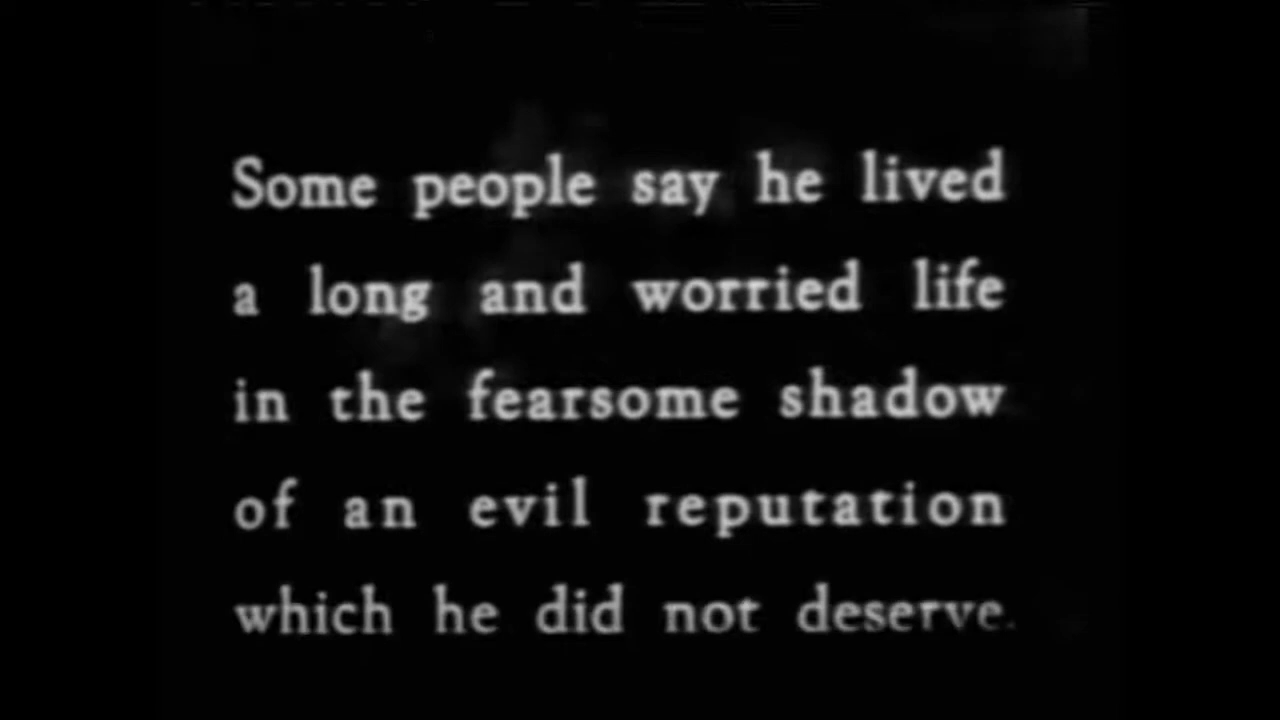 Some people say he lived
a long and worried life
in the fearsome shadow
of an evil reputation
which he did not deserve.